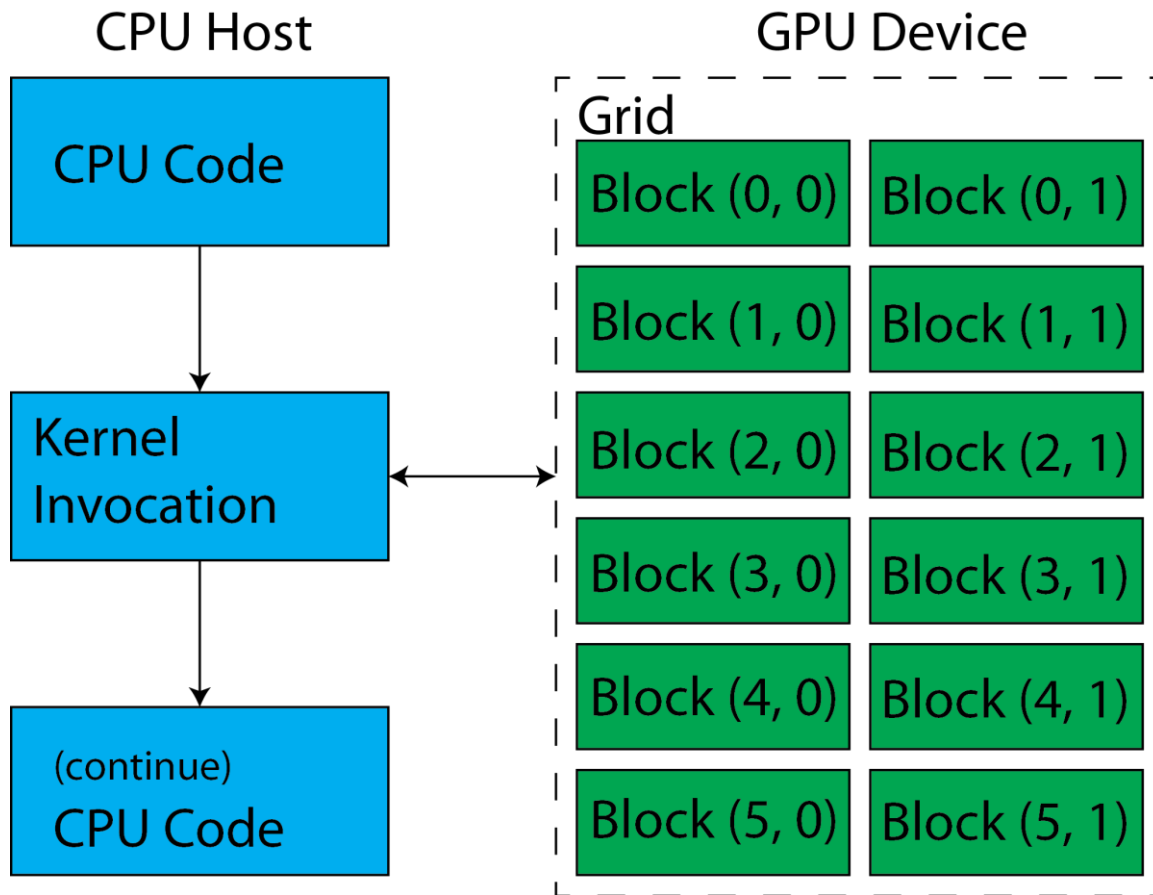 CPU Host
GPU Device
CPU Code
Kernel
Invocation
(continue)
CPU Code
Grid
Block (0, 0)
Block (0, 1)
Block (1, 0)
Block (1, 1)
Block (2, 0)
Block (2, 1)
Block (3, 0)
Block (3, 1)
Block (4, 0)
Block (4, 1)
Block (5, 0)
Block (5, 1)